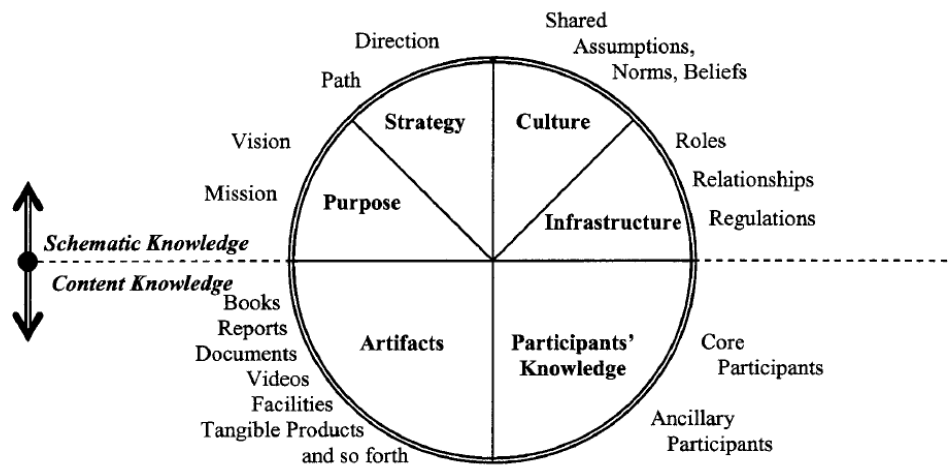 Direction
Path
Shared
Assumptions,
Norms, Beliefs
Strategy
Culture
Vision
Mission
Purpose
Infrastructure
Roles
Relationships
Regulations
Schematic Knowledge
Content Knowledge
Books
Reports
Documents
Videos
Facilities
Tangible Products
and so forth
Artifacts
Participants’
Knowledge
Core
Participants
Ancillary
Participants